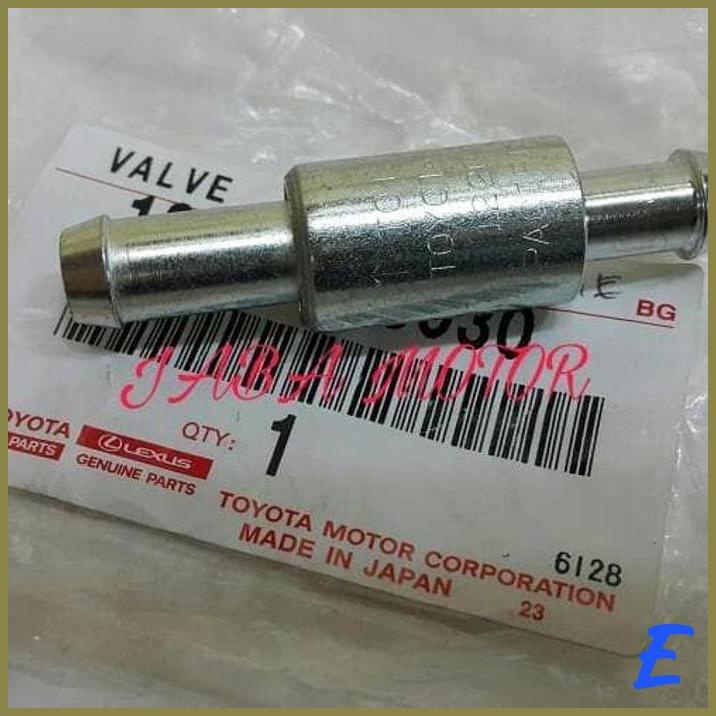 VALVE
BG
JABA MOTOR
QTY: 1
TOYOTA
PARTS
LEXUS
GENUINE PARTS
TOYOTA MOTOR CORPORATION
MADE IN JAPAN
6128
23
E